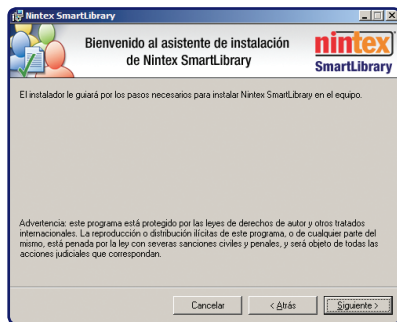 Nintex SmartLibrary
Bienvenido al asistente de instalación
de Nintex SmartLibrary
nintex
SmartLibrary
El instalador le guiará por los pasos necesarios para instalar Nintex SmartLibrary en el equipo.
Advertencia: este programa está protegido por las leyes de derechos de autor y otros tratados
internacionales. La reproducción o distribución ilícitas de este programa, o de cualquier parte del
mismo, está penada por la ley con severas sanciones civiles y penales, y será objeto de todas las
acciones judiciales que correspondan.
Cancelar
< Atrás
Siguiente >